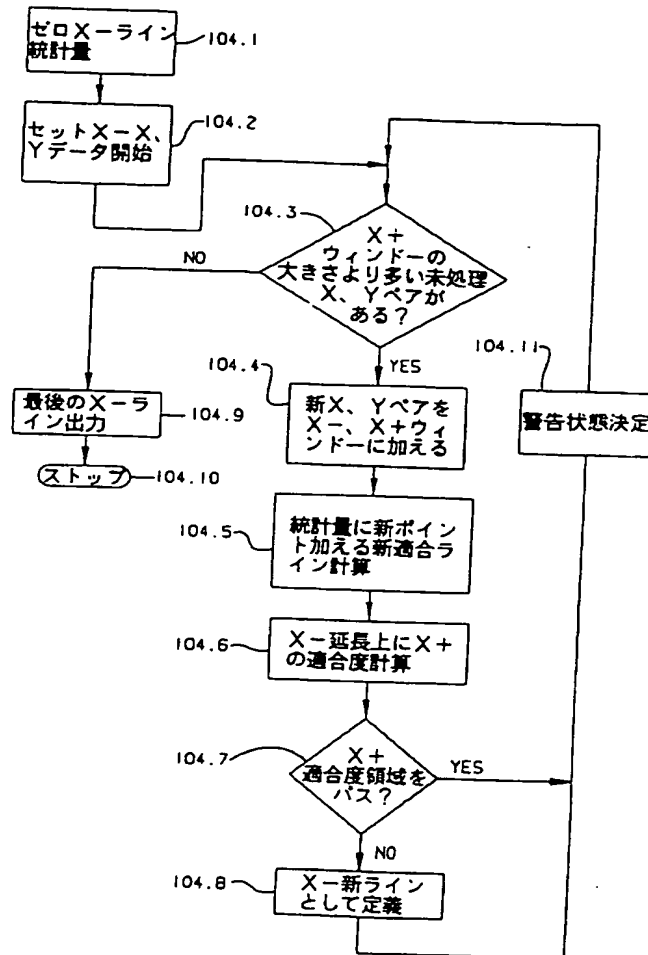 ゼロX-ライン
統計量
104.1
セットX-X、
Yデータ開始
104.2
104.3
X+
ウィンドーの
大きさより多い未処理
X、Yペアが
ある?
NO
YES
104.4
新X、Yペアを
X-、X+ウィ
ンドーに加える
104.11
警告状態決定
最後のX-ラ
イン出力
104.9
ストップ
104.10
104.5
統計量に新ポイン
ト加える新適合ラ
イン計算
104.6
X-延長上にX+
の適合度計算
104.7
X+
適合度領域を
パス?
YES
NO
104.8
X-新ライン
として定義